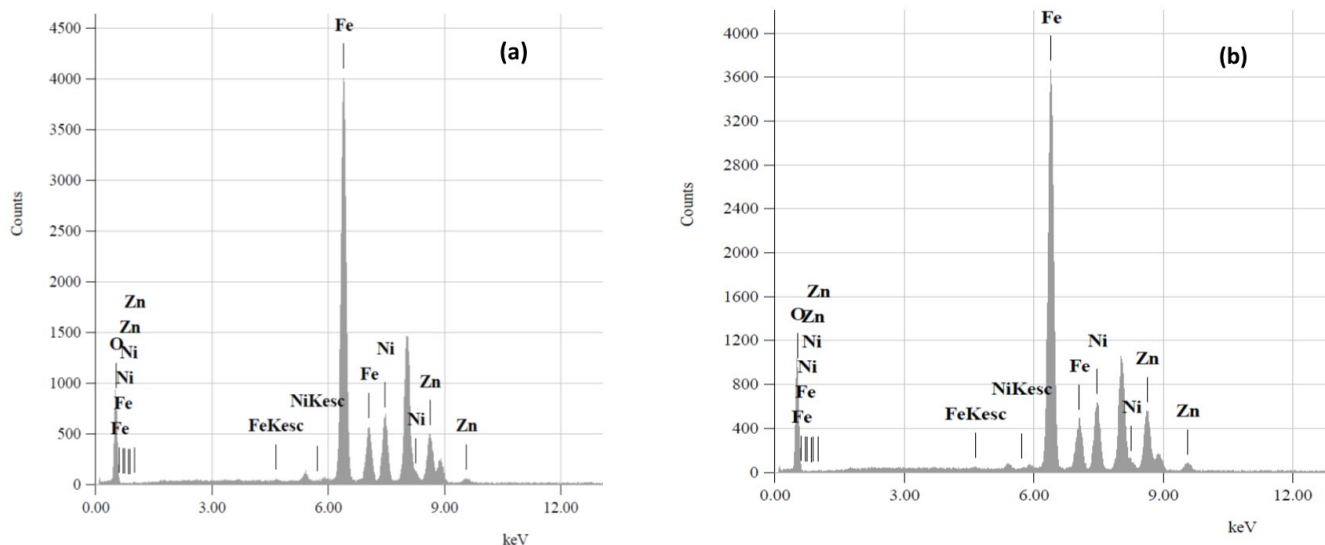 (a)
Counts
4500
4000
3500
3000
2500
2000
1500
1000
500
0
Fe
Zn
Zn
O
Ni
Ni
Fe
Fe
FeKesc
NiKesc
Fe
Ni
Ni
Zn
Zn
0.00 3.00 6.00 9.00 12.00
keV
(b)
Counts
4000
3600
3200
2800
2400
2000
1600
1200
800
400
0
Fe
Zn
O
Zn
Ni
Ni
Fe
Fe
FeKesc
NiKesc
Fe
Ni
Ni
Zn
Zn
0.00 3.00 6.00 9.00 12.00
keV